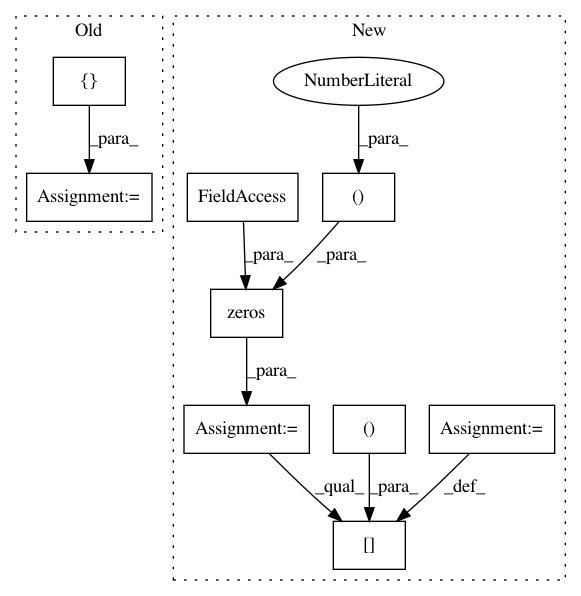 Old
New
{}
NumberLiteral
_para_
_para_
Assignment:=
FieldAccess
()
_para_
_para_
zeros
_para_
Assignment:=
()
Assignment:=
_qual_
_para_
_def_
[]